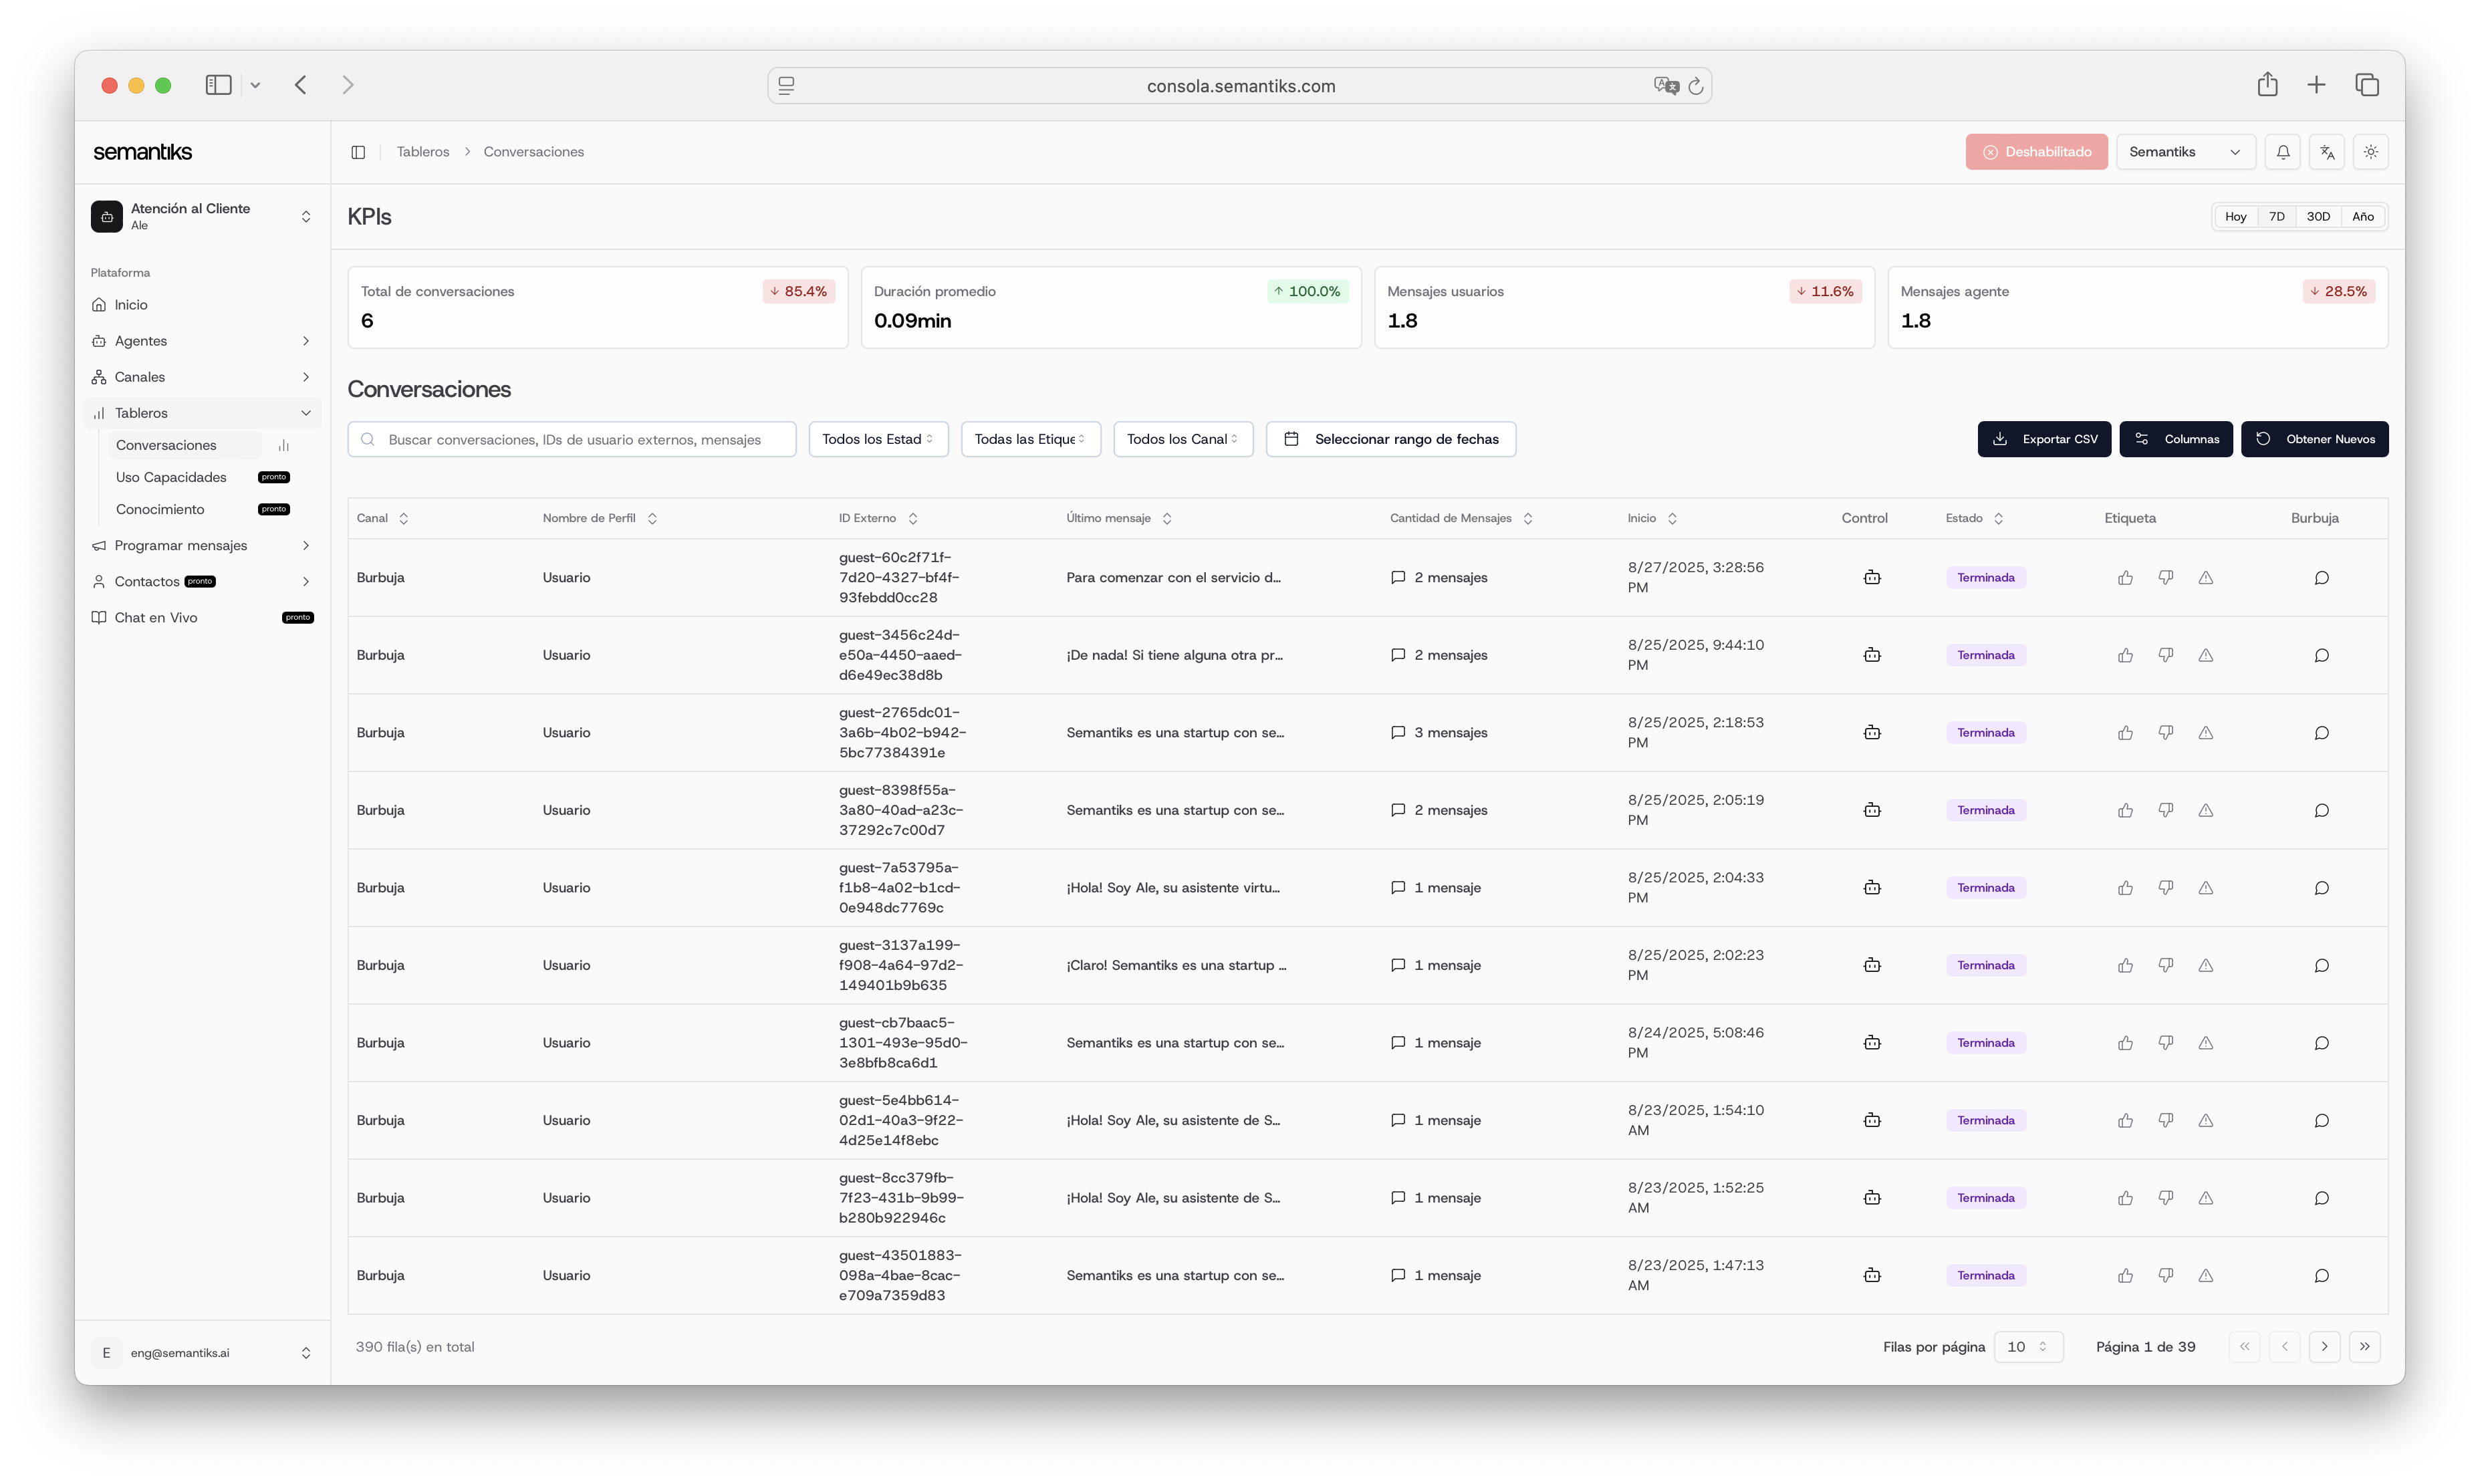 consola.semantiks.com
semantiks
Tableros > Conversaciones
Deshabilitado
Semantiks
Atención al Cliente
Ale
KPIs
Hoy 7D 30D Año
Plataforma
Inicio
Agentes
Canales
Tableros
Conversaciones
Uso Capacidades pronto
Conocimiento pronto
Programar mensajes
Contactos pronto
Chat en Vivo pronto
eng@semantiks.ai
E
Total de conversaciones ↓ 85.4%
6
Duración promedio ↑ 100.0%
0.09min
Mensajes usuarios ↓ 11.6%
1.8
Mensajes agente ↓ 28.5%
1.8
Conversaciones
Buscar conversaciones, IDs de usuario externos, mensajes
Todos los Estad
Todas las Etique
Todos los Canal
Seleccionar rango de fechas
Exportar CSV
Columnas
Obtener Nuevos
Canal Nombre de Perfil ID Externo Último mensaje Cantidad de Mensajes Inicio Control Estado Etiqueta Burbuja
guest-60c2f71f-
7d20-4327-bf4f-
93febdd0cc28
Burbuja Usuario Para comenzar con el servicio d... 2 mensajes 8/27/2025, 3:28:56
PM
Terminada
guest-3456c24d-
e50a-4450-aaed-
d6e49ec38d8b
Burbuja Usuario ¡De nada! Si tiene alguna otra pr... 2 mensajes 8/25/2025, 9:44:10
PM
Terminada
guest-2765dc01-
3a6b-4b02-b942-
5bc77384391e
Burbuja Usuario Semantiks es una startup con se... 3 mensajes 8/25/2025, 2:18:53
PM
Terminada
guest-8398f55a-
3a80-40ad-a23c-
37292c7c00d7
Burbuja Usuario Semantiks es una startup con se... 2 mensajes 8/25/2025, 2:05:19
PM
Terminada
guest-7a53795a-
f1b8-4a02-b1cd-
0e948dc7769c
Burbuja Usuario ¡Hola! Soy Ale, su asistente virtu... 1 mensaje 8/25/2025, 2:04:33
PM
Terminada
guest-3137a199-
f908-4a64-97d2-
149401b9b635
Burbuja Usuario ¡Claro! Semantiks es una startup ... 1 mensaje 8/25/2025, 2:02:23
PM
Terminada
guest-cb7baac5-
1301-493e-95d0-
3e8bfb8ca6d1
Burbuja Usuario Semantiks es una startup con se... 1 mensaje 8/24/2025, 5:08:46
PM
Terminada
guest-5e4bb614-
02d1-40a3-9f22-
4d25e14f8ebc
Burbuja Usuario ¡Hola! Soy Ale, su asistente de S... 1 mensaje 8/23/2025, 1:54:10
AM
Terminada
guest-8cc379fb-
7f23-431b-9b99-
b280b922946c
Burbuja Usuario ¡Hola! Soy Ale, su asistente de S... 1 mensaje 8/23/2025, 1:52:25
AM
Terminada
guest-43501883-
098a-4bae-8cac-
e709a7359d83
Burbuja Usuario Semantiks es una startup con se... 1 mensaje 8/23/2025, 1:47:13
AM
Terminada
390 fila(s) en total
Filas por página 10
Página 1 de 39